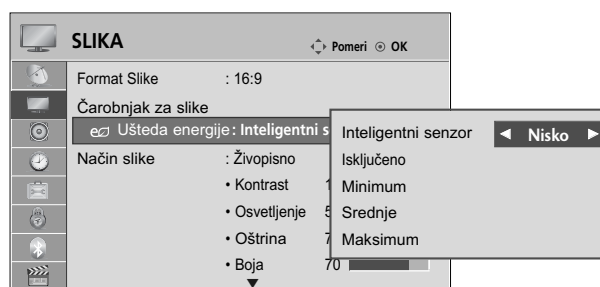 SLIKA
Pomeri OK
Format Slike : 16:9
Čarobnjak za slike
Ušteda energije : Inteligentni s
Način slike : Živopisno
• Kontrast 1
• Osvetljenje 5
• Oštrina 7
• Boja 70
Inteligentni senzor ◄ Nisko ►
Isključeno
Minimum
Srednje
Maksimum